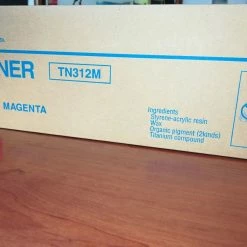 NER TN312M
MAGENTA
Ingredients
Styrene-acrylic resin
Wax
Organic pigment (2kinds)
Titanium compound